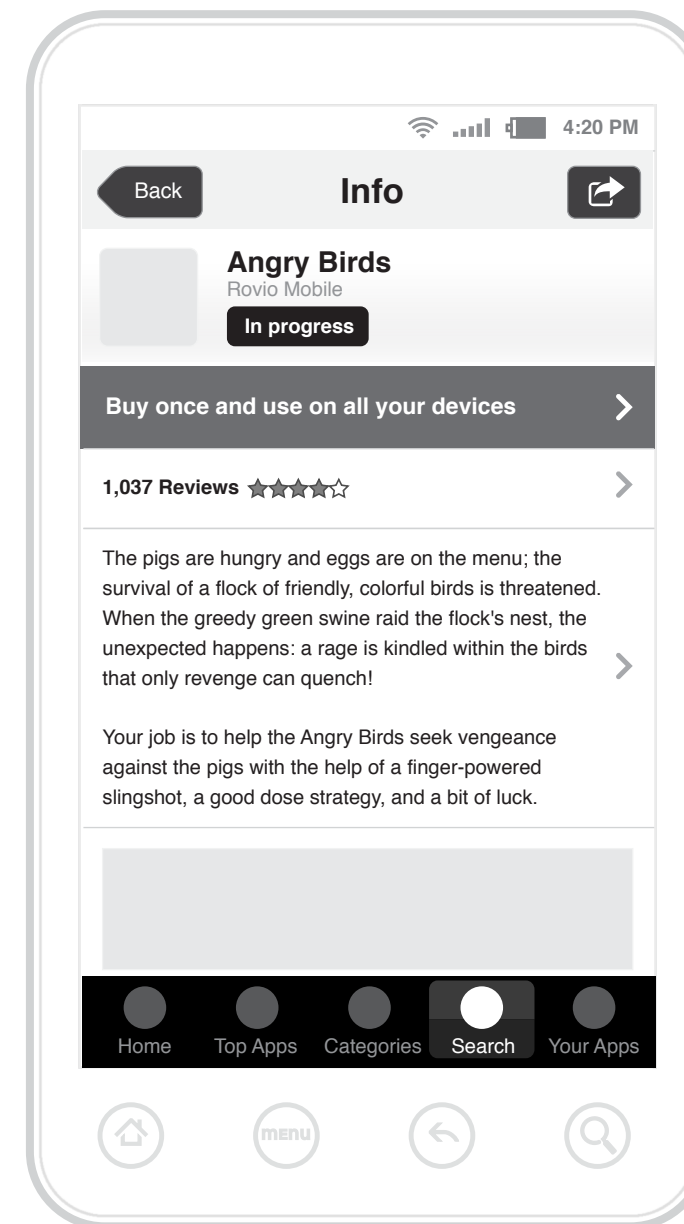 4:20 PM
Back
Info
Angry Birds
Rovio Mobile
In progress
Buy once and use on all your devices
1,037 Reviews
The pigs are hungry and eggs are on the menu; the
survival of a flock of friendly, colorful birds is threatened.
When the greedy green swine raid the flock's nest, the
unexpected happens: a rage is kindled within the birds
that only revenge can quench!
Your job is to help the Angry Birds seek vengeance
against the pigs with the help of a finger-powered
slingshot, a good dose strategy, and a bit of luck.
Home Top Apps Categories Search Your Apps
MENU